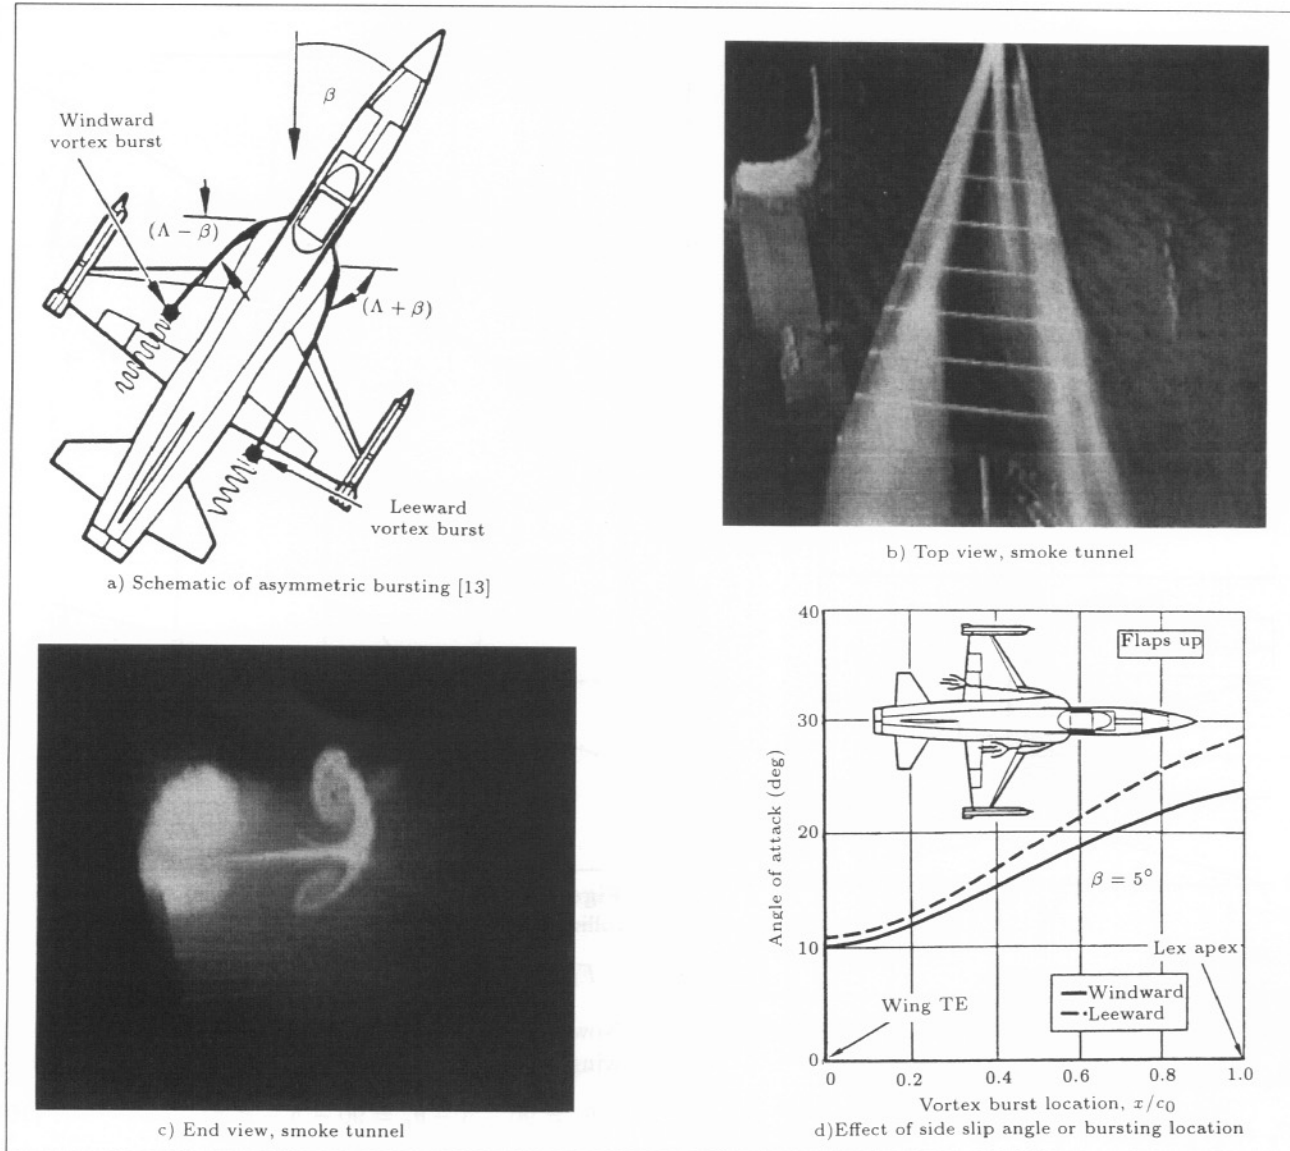 β
Windward
vortex burst
(Λ − β)
(Λ + β)
Leeward
vortex burst
a) Schematic of asymmetric bursting [13]
b) Top view, smoke tunnel
c) End view, smoke tunnel
40
30
20
10
0
Angle of attack (deg)
Flaps up
β = 5°
Lex apex
Windward
Leeward
Wing TE
0
0.2
0.4
0.6
0.8
1.0
Vortex burst location, x/c₀
d)Effect of side slip angle or bursting location